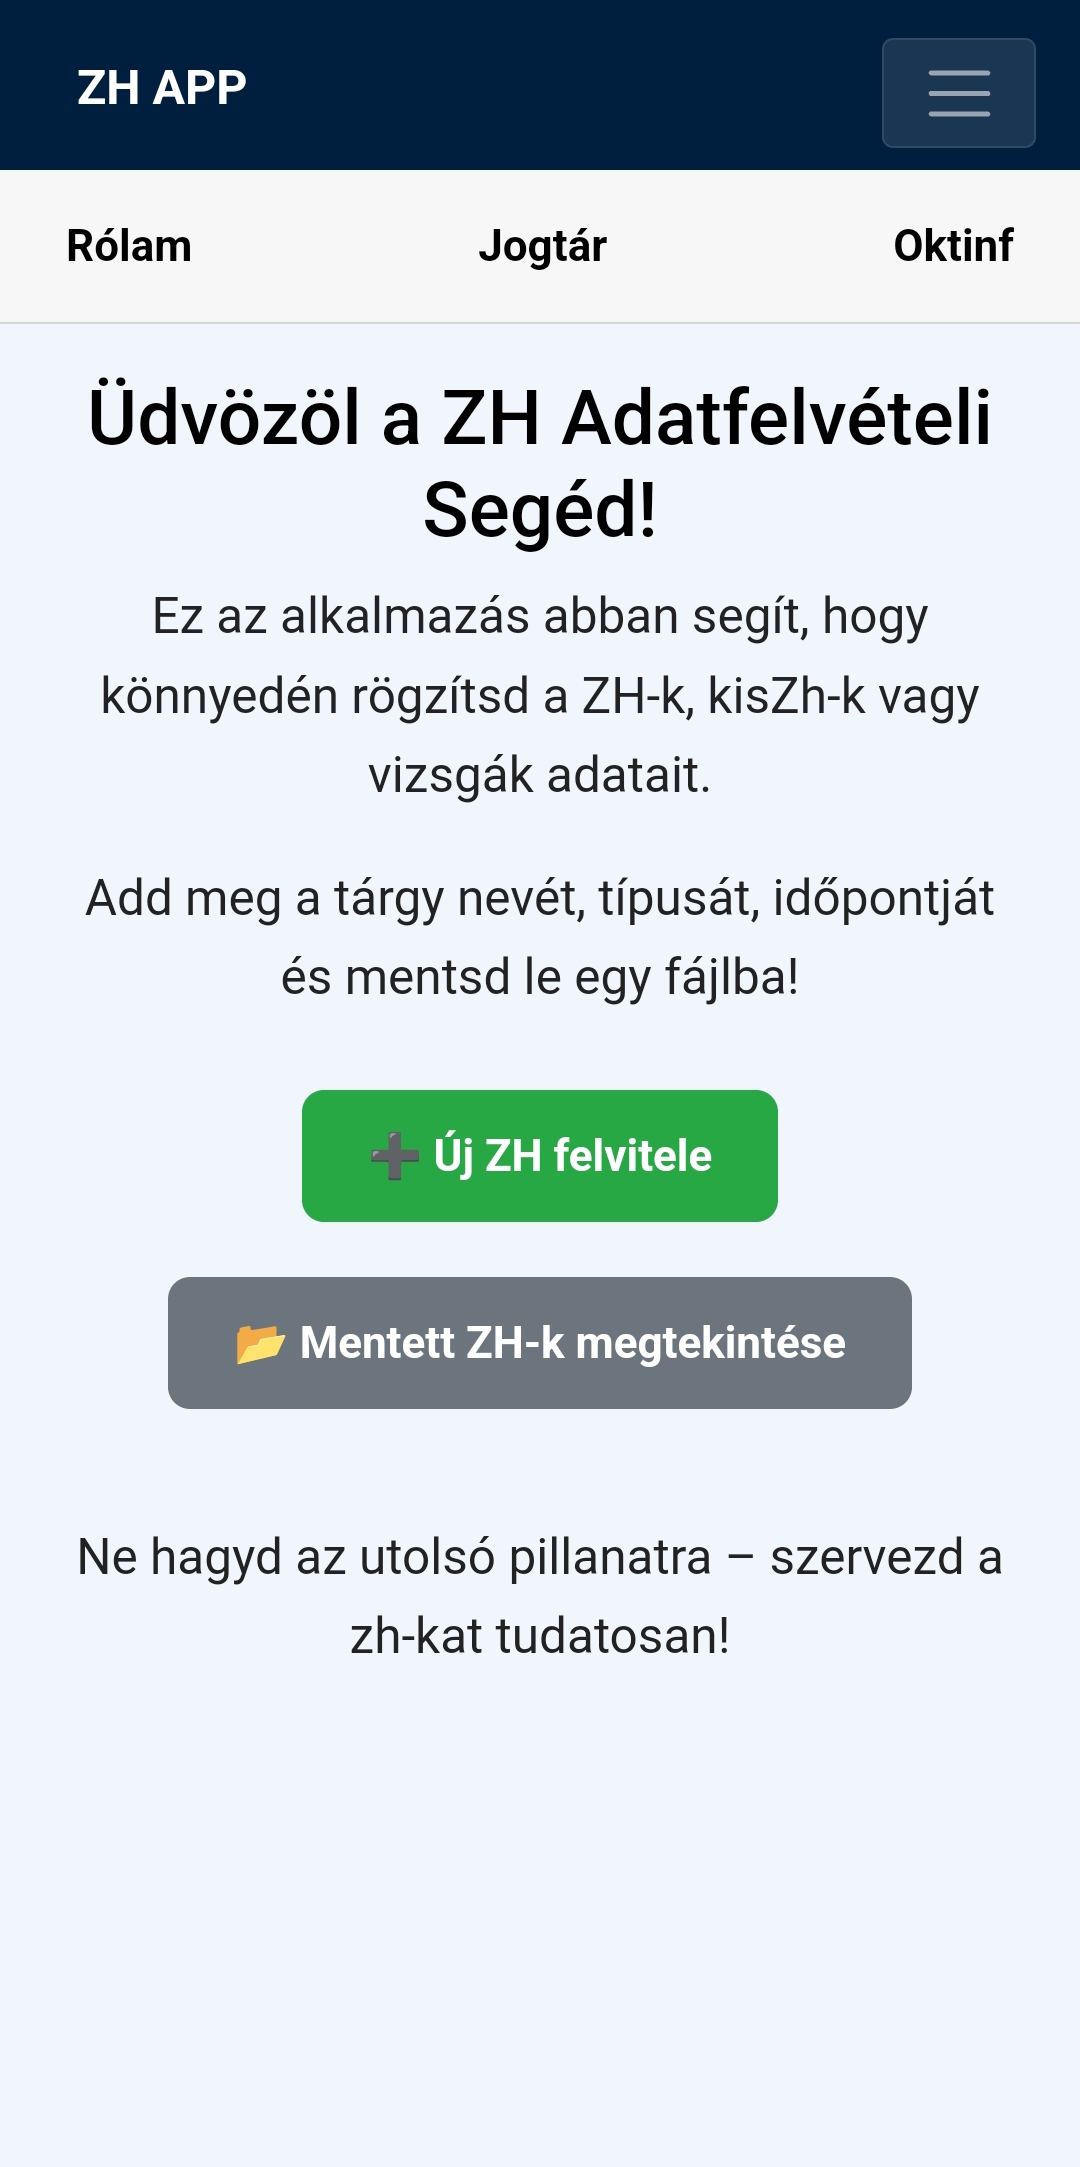 ZH APP
Rólam
Jogtár
Oktinf
Üdvözöl a ZH Adatfelvételi
Segéd!
Ez az alkalmazás abban segít, hogy
könnyedén rögzítsd a ZH-k, kisZh-k vagy
vizsgák adatait.
Add meg a tárgy nevét, típusát, időpontját
és mentsd le egy fájlba!
➕ Új ZH felvitele
📂 Mentett ZH-k megtekintése
Ne hagyd az utolsó pillanatra – szervezd a
zh-kat tudatosan!